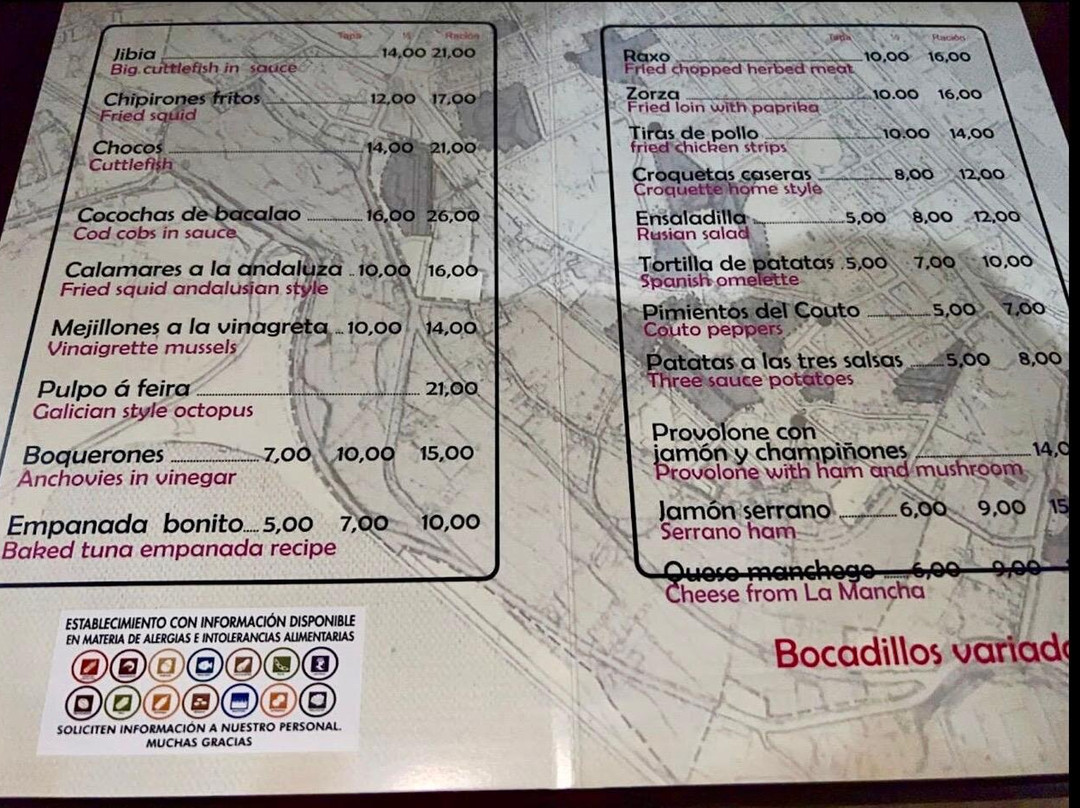 Tapa ½ Ración
Jibia 14,00 21,00
Big cuttlefish in sauce
Chipirones fritos 12,00 17,00
Fried squid
Chocos 14,00 21,00
Cuttlefish
Cocochas de bacalao 16,00 26,00
Cod cobs in sauce
Calamares a la andaluza 10,00 16,00
Fried squid andalusian style
Mejillones a la vinagreta 10,00 14,00
Vinaigrette mussels
Pulpo á feira 21,00
Galician style octopus
Boquerones 7,00 10,00 15,00
Anchovies in vinegar
Empanada bonito 5,00 7,00 10,00
Baked tuna empanada recipe
ESTABLECIMIENTO CON INFORMACIÓN DISPONIBLE
EN MATERIA DE ALERGIAS E INTOLERANCIAS ALIMENTARIAS
SOLICITEN INFORMACIÓN A NUESTRO PERSONAL.
MUCHAS GRACIAS
Tapa ½ Ración
Raxo 10,00 16,00
Fried chopped herbed meat
Zorza 10.00 16,00
Fried loin with paprika
Tiras de pollo 10.00 14,00
fried chicken strips
Croquetas caseras 8,00 12,00
Croquette home style
Ensaladilla 5,00 8,00 12,00
Rusian salad
Tortilla de patatas 5,00 7,00 10,00
Spanish omelette
Pimientos del Couto 5,00 7,00
Couto peppers
Patatas a las tres salsas 5,00 8,00
Three sauce potatoes
Provolone con
jamón y champiñones 14,0
Provolone with ham and mushroom
Jamón serrano 6,00 9,00 15
Serrano ham
Queso manchego 6,00 9,00
Cheese from La Mancha
Bocadillos variado